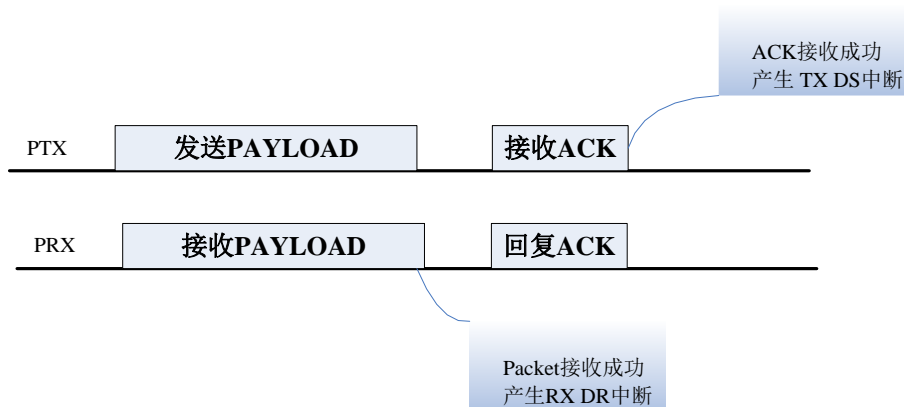 ACK接收成功
产生 TX DS中断
PTX
发送PAYLOAD
接收ACK
PRX
接收PAYLOAD
回复ACK
Packet接收成功
产生RX DR中断